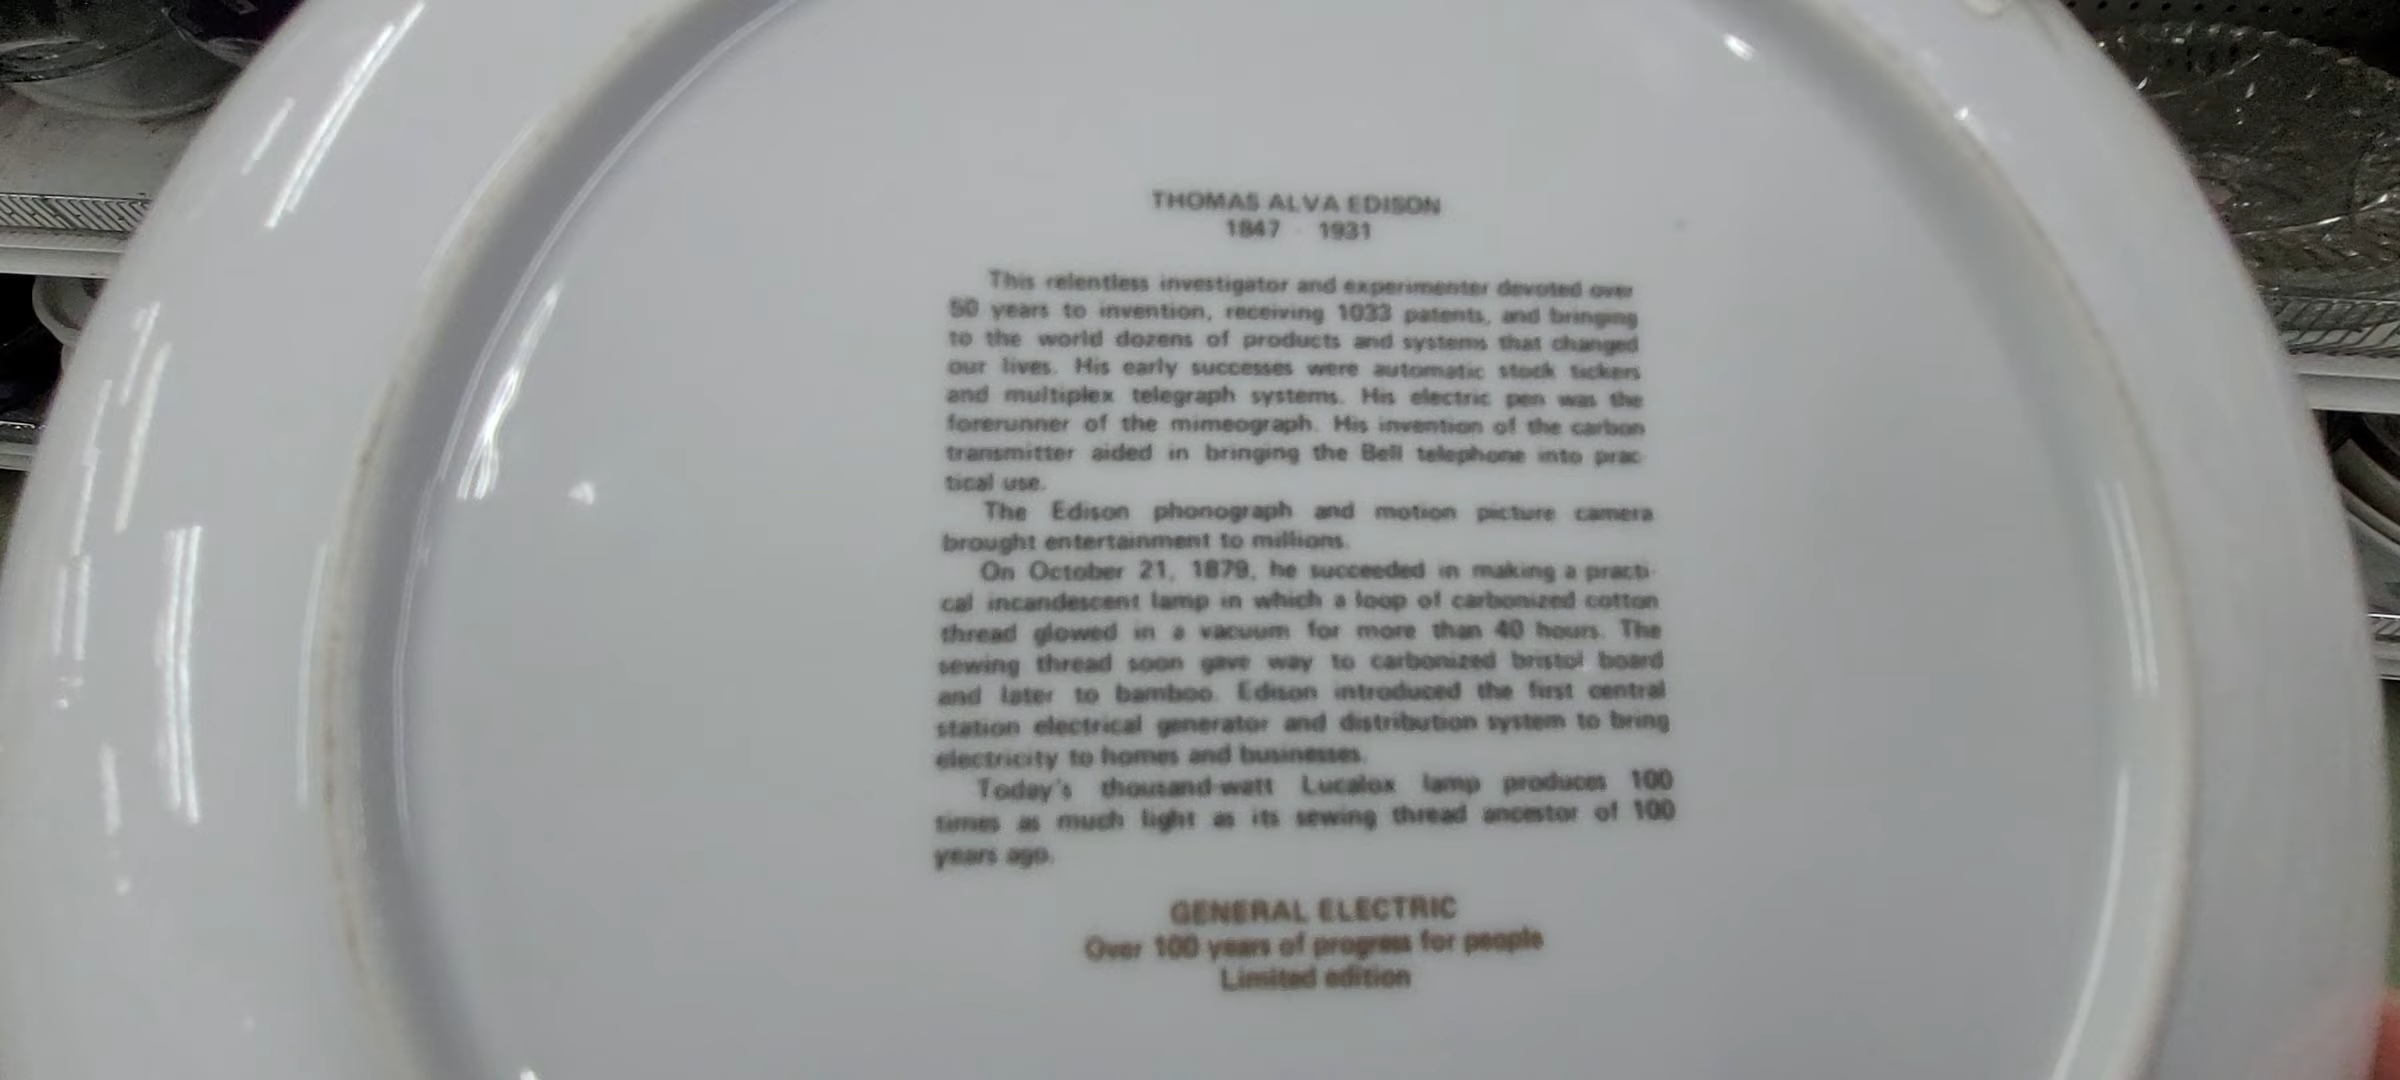 THOMAS ALVA EDISON
1847 - 1931
This relentless investigator and experimenter devoted over
50 years to invention, receiving 1033 patents, and bringing
to the world dozens of products and systems that changed
our lives. His early successes were automatic stock tickers
and multiplex telegraph systems. His electric pen was the
forerunner of the mimeograph. His invention of the carbon
transmitter aided in bringing the Bell telephone into prac-
tical use.
The Edison phonograph and motion picture camera
brought entertainment to millions.
On October 21, 1879, he succeeded in making a practi-
cal incandescent lamp in which a loop of carbonized cotton
thread glowed in a vacuum for more than 40 hours. The
sewing thread soon gave way to carbonized bristol board
and later to bamboo. Edison introduced the first central
station electrical generator and distribution system to bring
electricity to homes and businesses.
Today's thousand-watt Lucalox lamp produces 100
times as much light as its sewing thread ancestor of 100
years ago.
GENERAL ELECTRIC
Over 100 years of progress for people
Limited edition